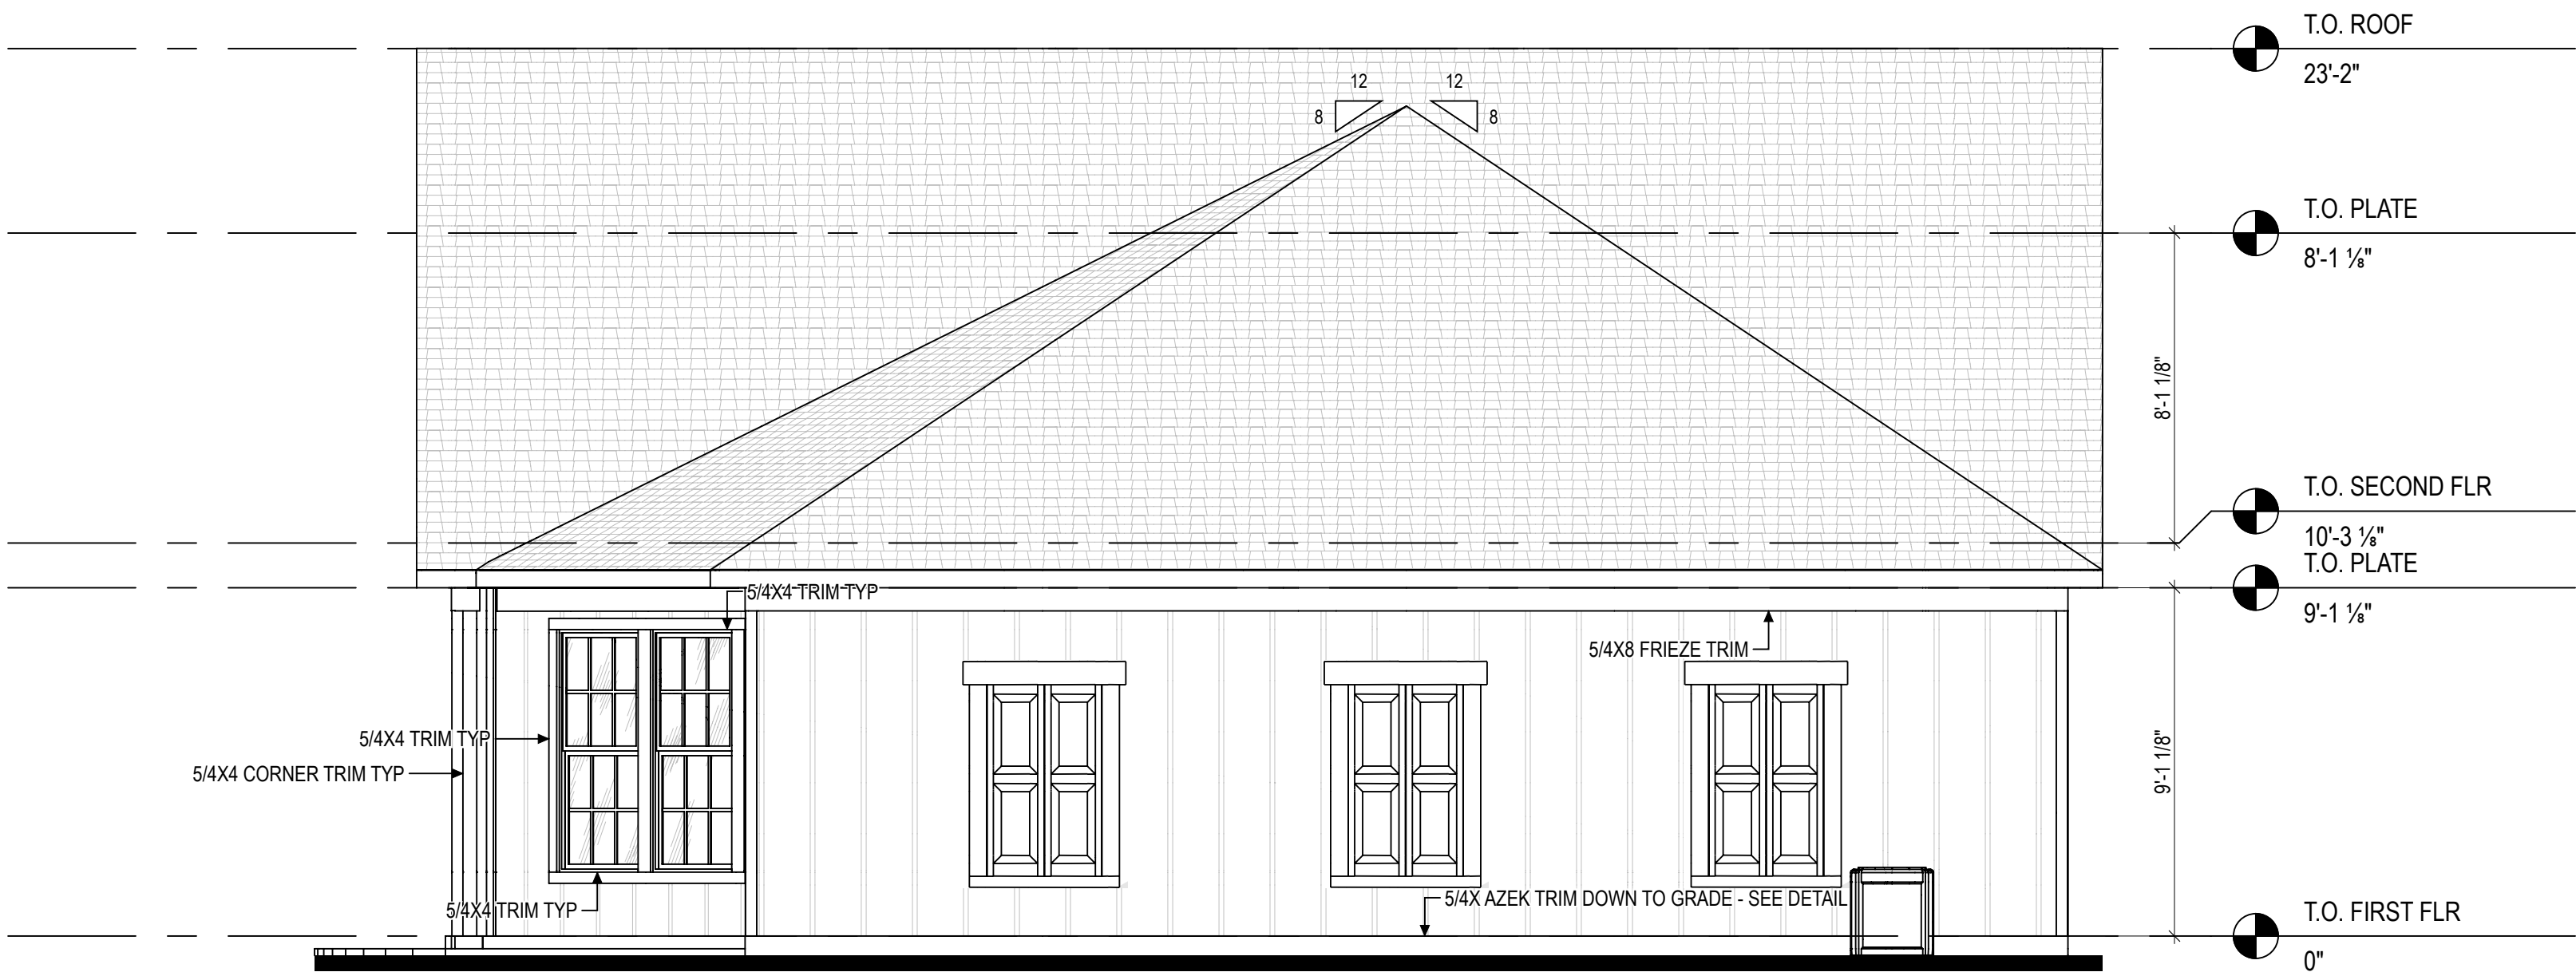 T.O. ROOF
23'-2"
12 12
8 8
T.O. PLATE
8'-1 ⅛"
8'-1 1/8"
T.O. SECOND FLR
10'-3 ⅛"
T.O. PLATE
9'-1 ⅛"
5/4X4 TRIM TYP
5/4X8 FRIEZE TRIM
5/4X4 TRIM TYP
5/4X4 CORNER TRIM TYP
9'-1 1/8"
5/4X AZEK TRIM DOWN TO GRADE - SEE DETAIL
5/4X4 TRIM TYP
T.O. FIRST FLR
0"